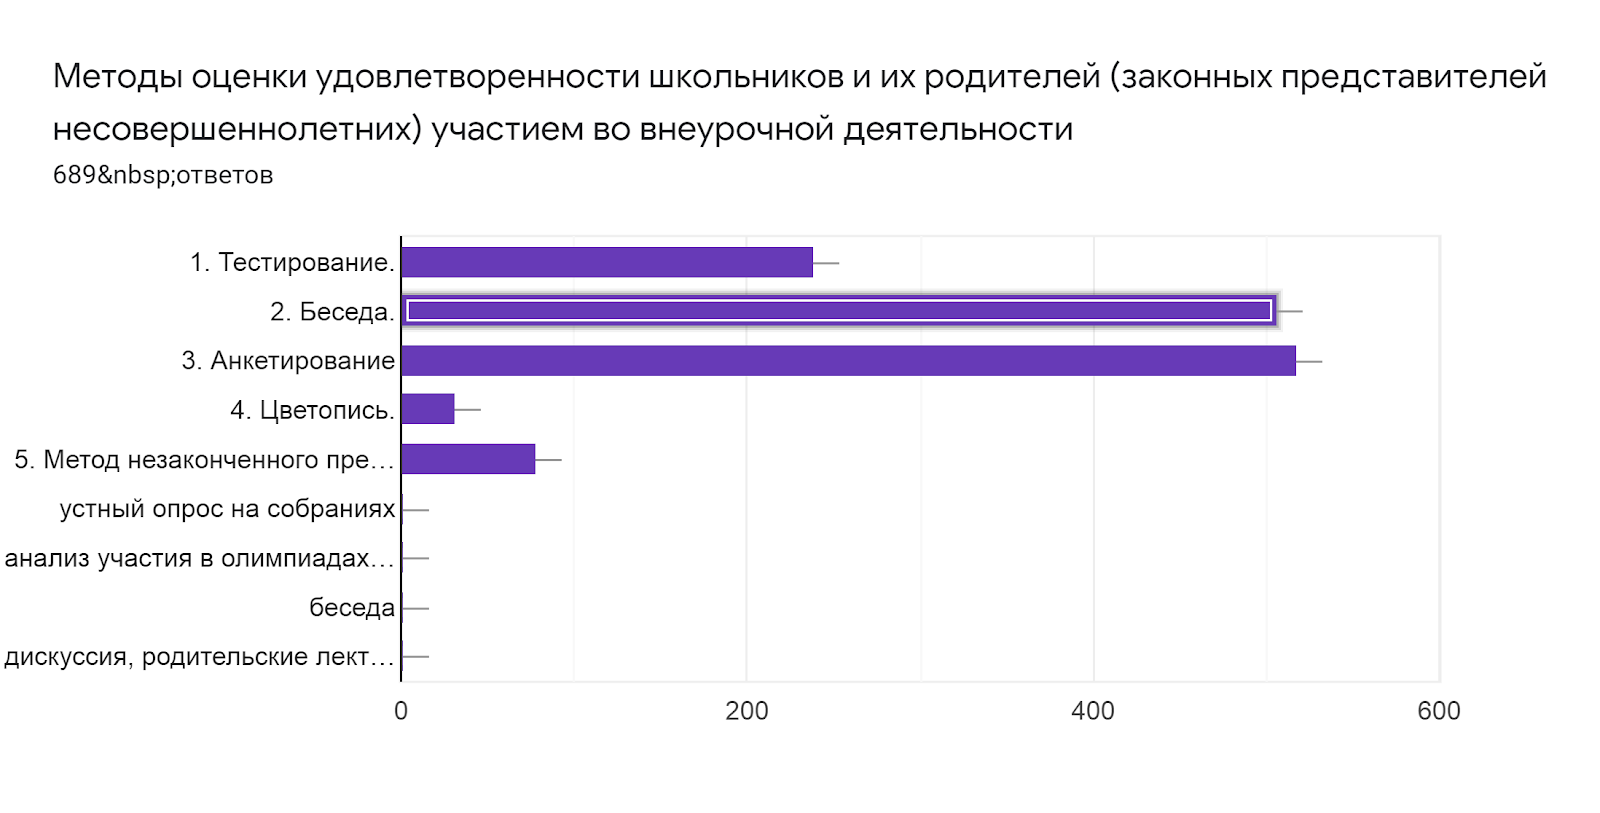 Методы оценки удовлетворенности школьников и их родителей (законных представителей
несовершеннолетних) участием во внеурочной деятельности
689&nbsp;ответов
1. Тестирование.
2. Беседа.
3. Анкетирование
4. Цветопись.
5. Метод незаконченного пре…
устный опрос на собраниях
анализ участия в олимпиадах…
беседа
дискуссия, родительские лект…
0 200 400 600